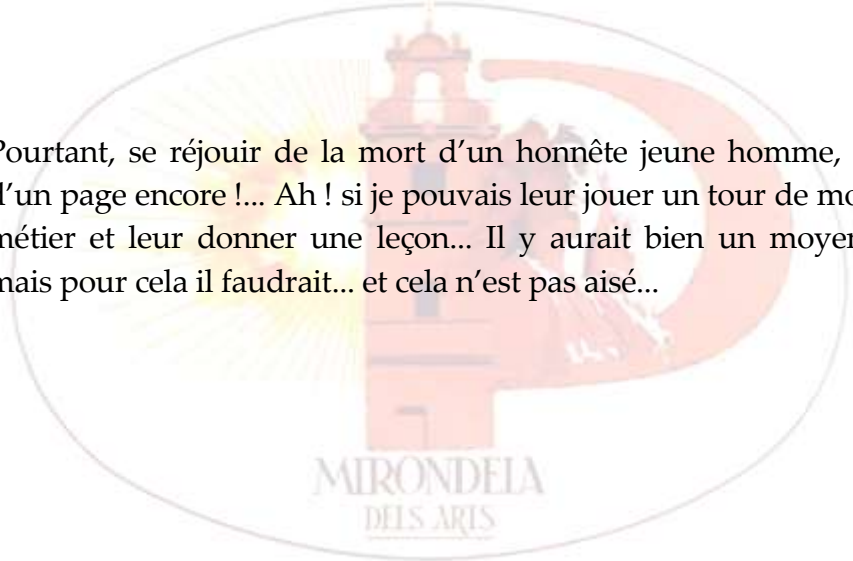 Pourtant, se réjouir de la mort d'un honnête jeune homme,
d'un page encore !... Ah ! si je pouvais leur jouer un tour de mo
métier et leur donner une leçon... Il y aurait bien un moyen
mais pour cela il faudrait... et cela n'est pas aisé...
MIRONDELA
DELS ARTS